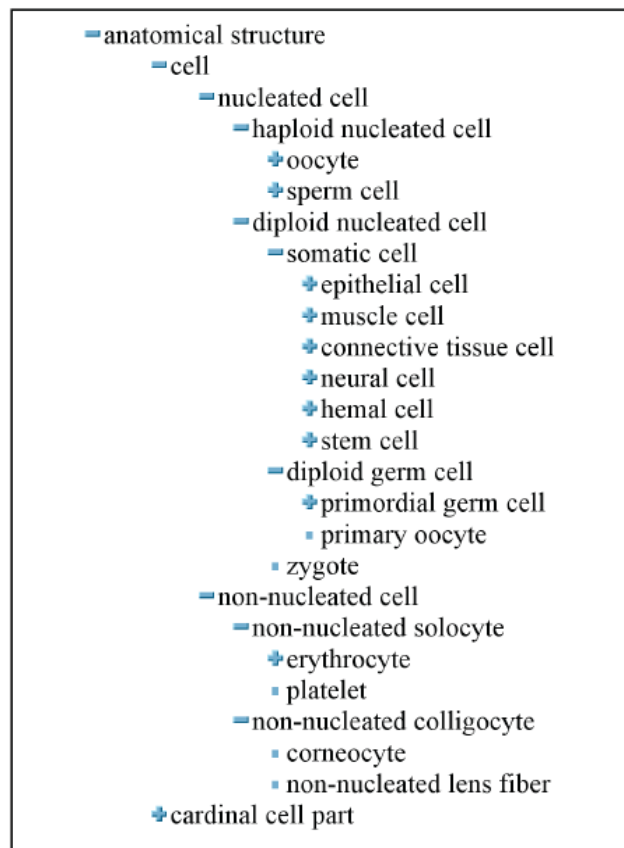 anatomical structure
cell
nucleated cell
haploid nucleated cell
oocyte
sperm cell
diploid nucleated cell
somatic cell
epithelial cell
muscle cell
connective tissue cell
neural cell
hemal cell
stem cell
diploid germ cell
primordial germ cell
primary oocyte
zygote
non-nucleated cell
non-nucleated solocyte
erythrocyte
platelet
non-nucleated colligocyte
corneocyte
non-nucleated lens fiber
cardinal cell part